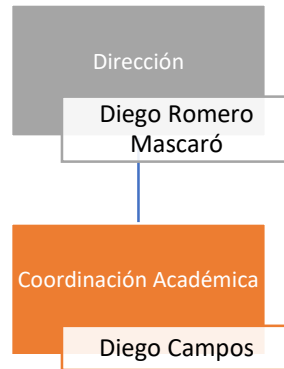 Dirección
Diego Romero
Mascaró
Coordinación Académica
Diego Campos